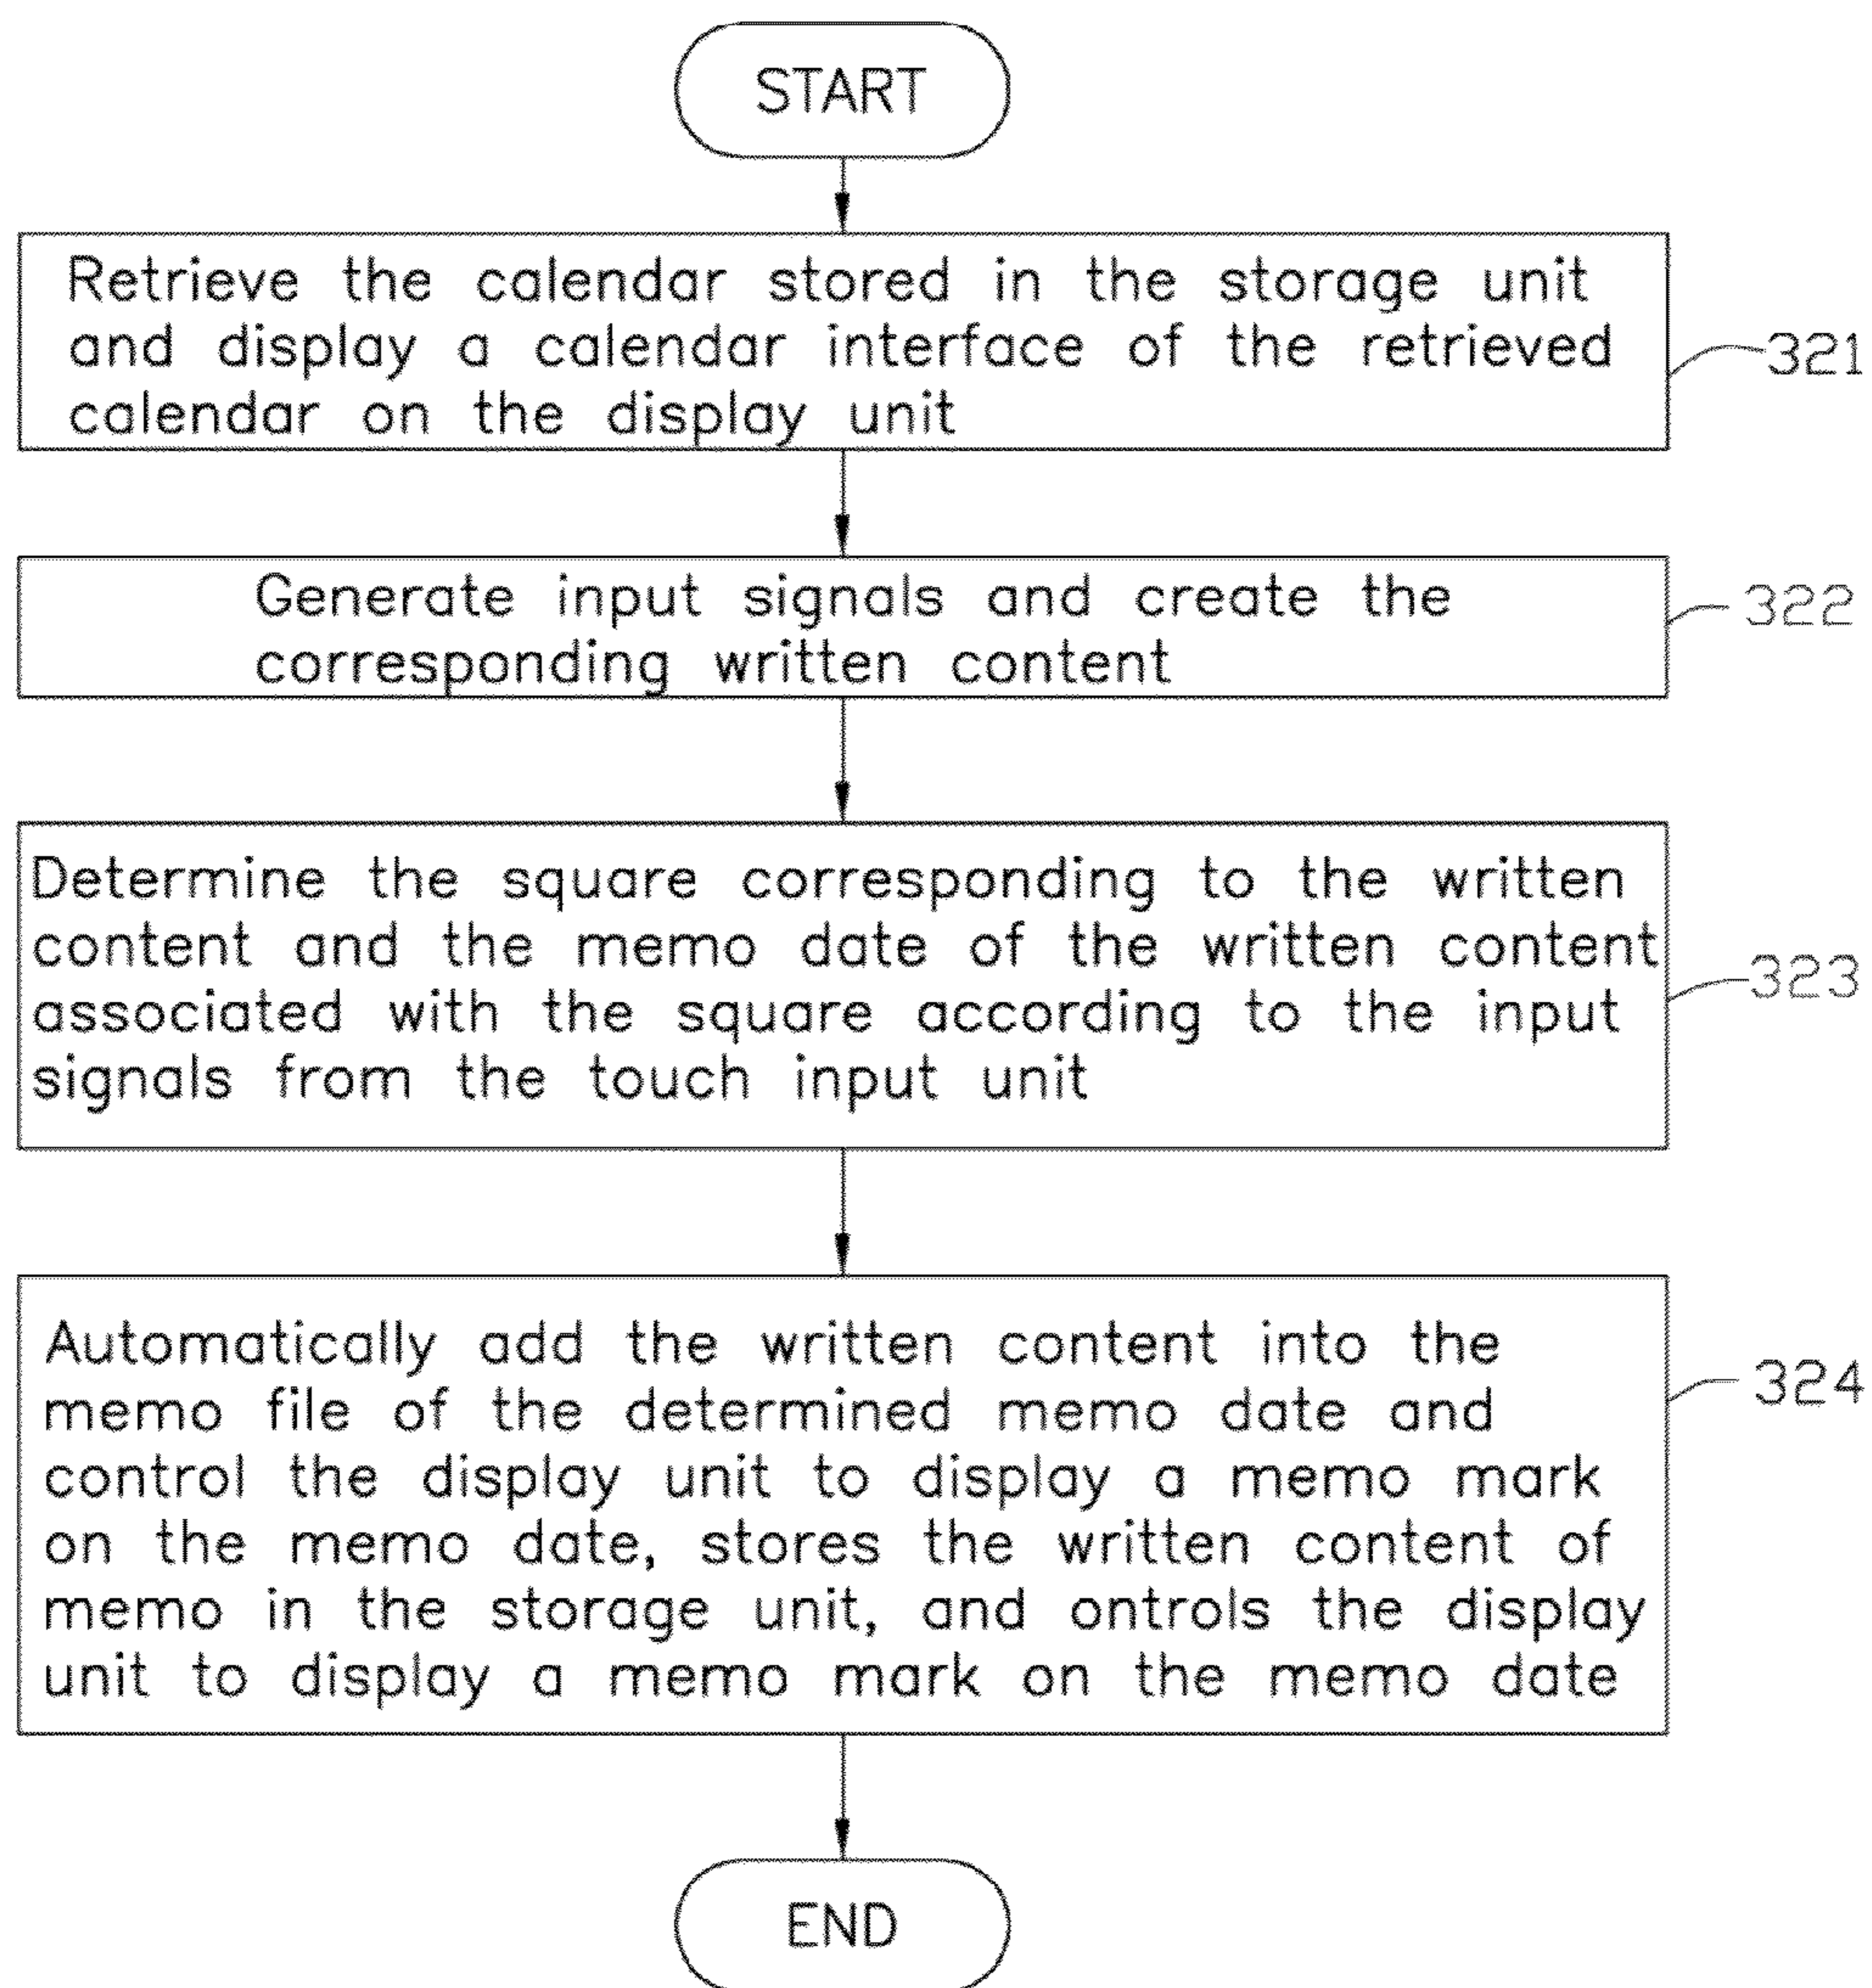 START
Retrieve the calendar stored in the storage unit
and display a calendar interface of the retrieved
calendar on the display unit
321
Generate input signals and create the
corresponding written content
322
Determine the square corresponding to the written
content and the memo date of the written content
associated with the square according to the input
signals from the touch input unit
323
Automatically add the written content into the
memo file of the determined memo date and
control the display unit to display a memo mark
on the memo date, stores the written content of
memo in the storage unit, and ontrols the display
unit to display a memo mark on the memo date
324
END